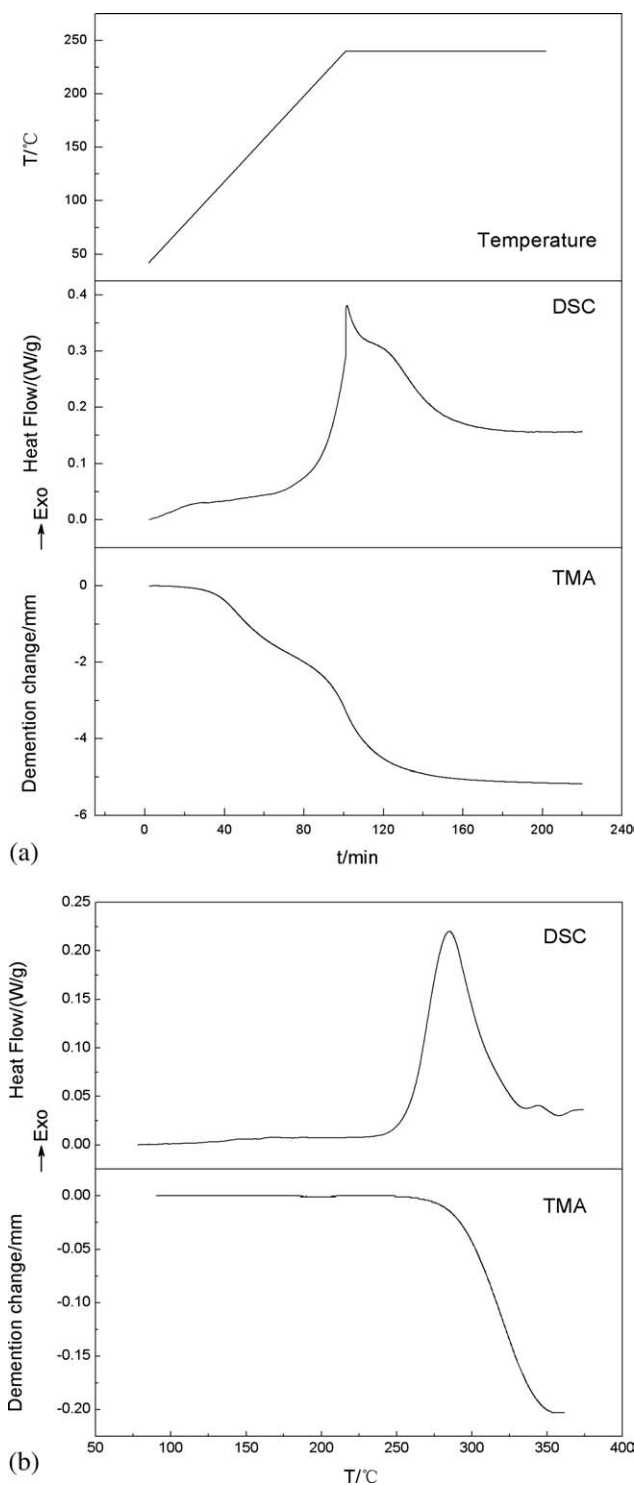 250
200
150
100
50
T/℃
Temperature
0.4
0.3
0.2
0.1
0.0
Heat Flow/(W/g)
→Exo
DSC
0
-2
-4
-6
Demention change/mm
TMA
0 40 80 120 160 200 240
t/min
(a)
0.25
0.20
0.15
0.10
0.05
0.00
Heat Flow/(W/g)
→Exo
DSC
0.00
-0.05
-0.10
-0.15
-0.20
Demention change/mm
TMA
50 100 150 200 250 300 350 400
T/℃
(b)